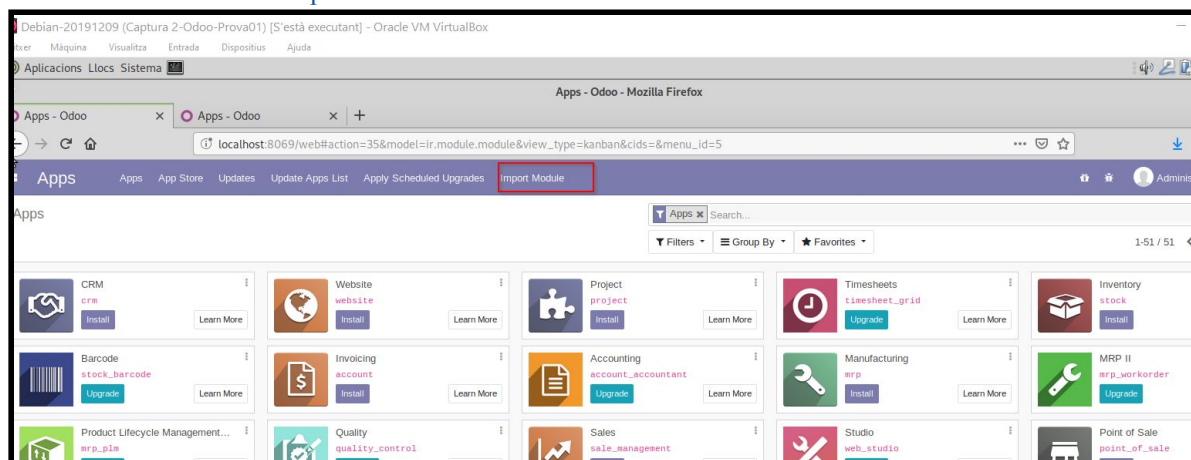 Debian-20191209 (Captura 2-Odoo-Prova01) [S'està executant] - Oracle VM VirtualBox
Màquina Visualitza Entrada Dispositius Ajuda
Aplicacions Llocs Sistema
Apps - Odoo - Mozilla Firefox
Apps - Odoo × Apps - Odoo × +
localhost:8069/web#action=35&model=ir.module.module&view_type=kanban&cids=&menu_id=5
Apps Apps App Store Updates Update Apps List Apply Scheduled Upgrades Import Module Adminis
Apps Apps × Search...
Filters Group By Favorites 1-51 / 51
CRM Website Project Timesheets Inventory
crm website project timesheet_grid stock
Install Learn More Install Learn More Install Learn More Upgrade Learn More Install
Barcode Invoicing Accounting Manufacturing MRP II
stock_barcode account account_accountant mrp mrp_workorder
Upgrade Learn More Install Learn More Upgrade Learn More Install Learn More Upgrade
Product Lifecycle Management... Quality Sales Studio Point of Sale
mrp_plm quality_control sale_management web_studio point_of_sale